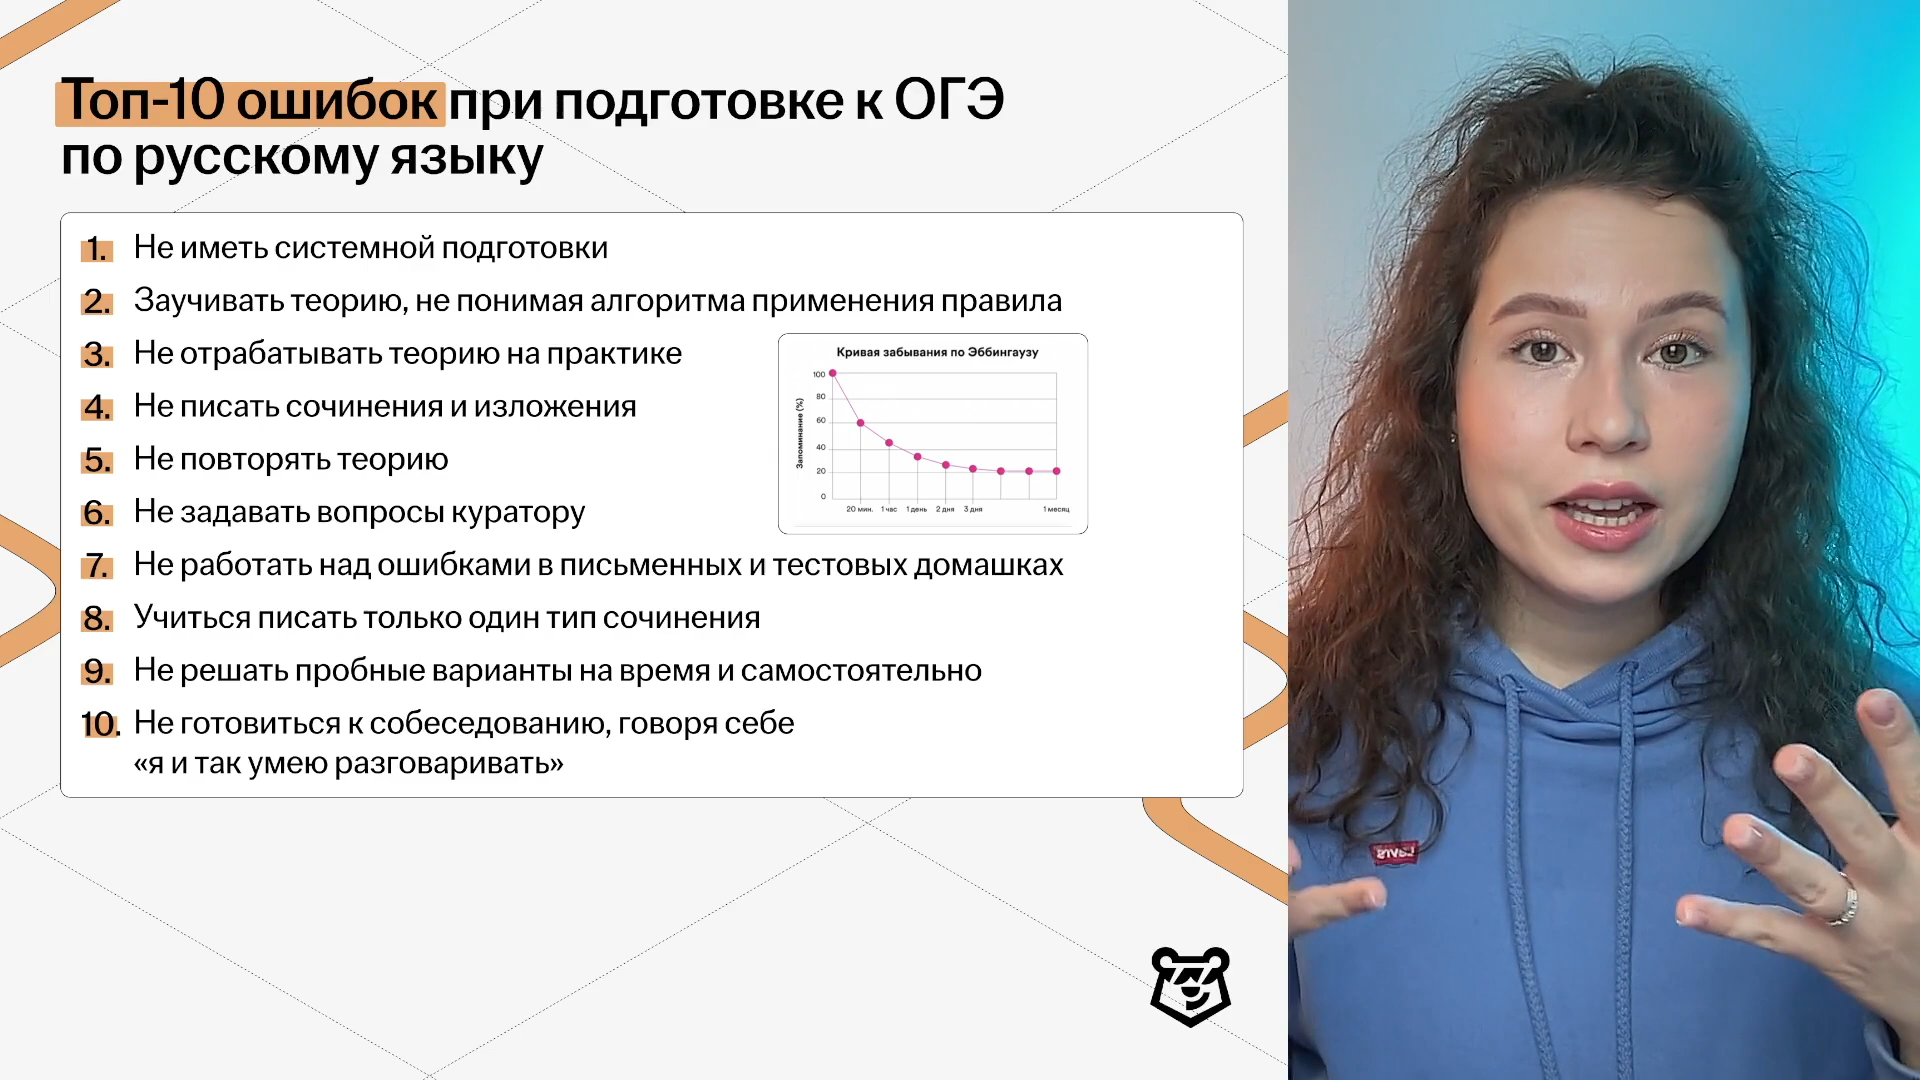 Топ-10 ошибок при подготовке к ОГЭ
по русскому языку
1. Не иметь системной подготовки
2. Заучивать теорию, не понимая алгоритма применения правила
3. Не отрабатывать теорию на практике
4. Не писать сочинения и изложения
5. Не повторять теорию
6. Не задавать вопросы куратору
7. Не работать над ошибками в письменных и тестовых домашках
8. Учиться писать только один тип сочинения
9. Не решать пробные варианты на время и самостоятельно
10. Не готовиться к собеседованию, говоря себе
«я и так умею разговаривать»
Кривая забывания по Эббингаузу
Запоминание (%)
100
80
60
40
20
0
20 мин. 1 час 1 день 2 дня 3 дня 1 месяц
Levi's